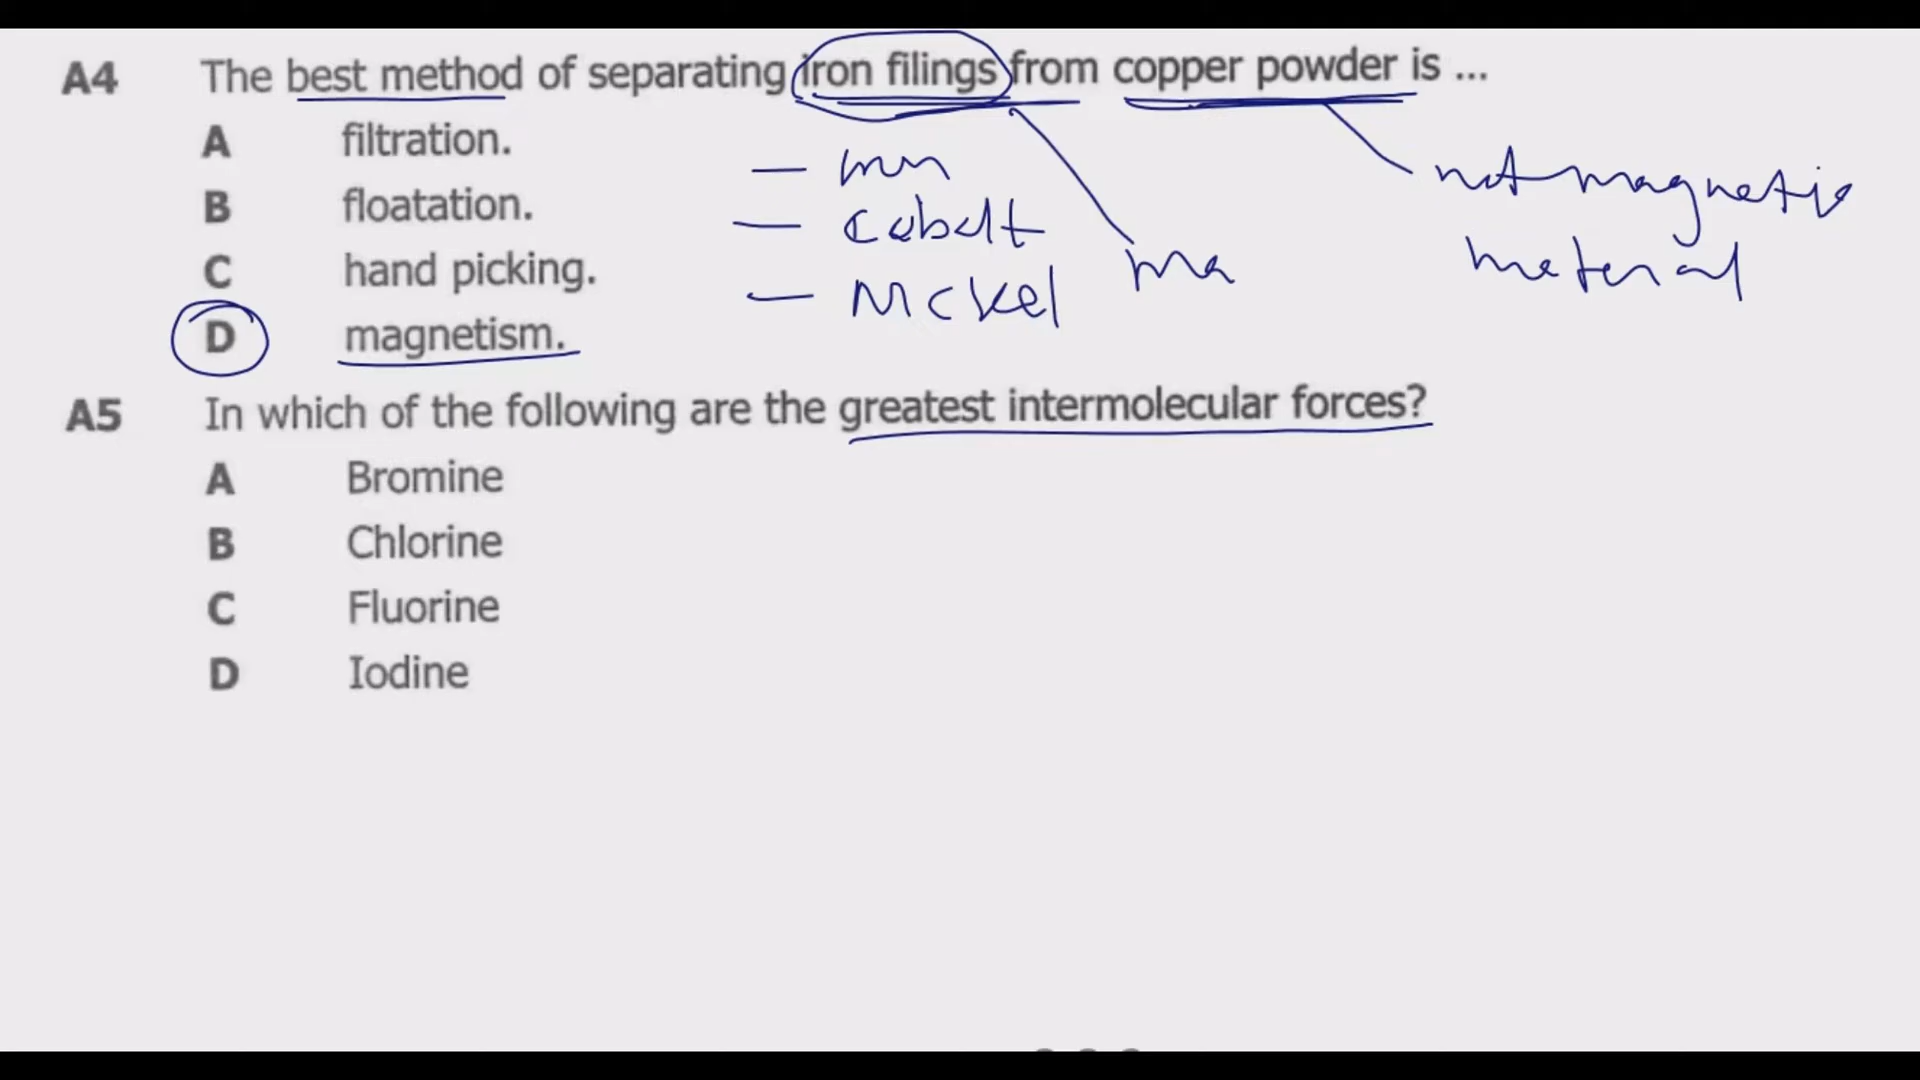 A4 The best method of separating iron filings from copper powder is ...
A filtration.
B floatation.
C hand picking.
D magnetism.
— Cobalt
— Nickel
ma
not magnetic
material
A5 In which of the following are the greatest intermolecular forces?
A Bromine
B Chlorine
C Fluorine
D Iodine